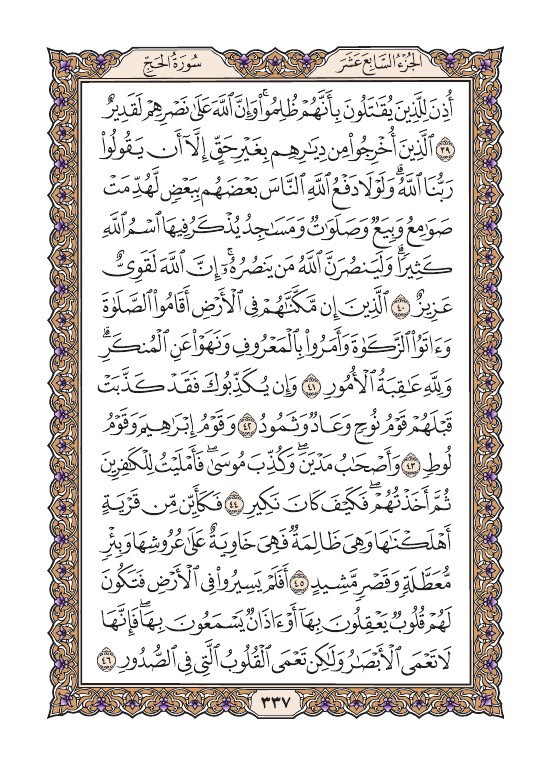 سُورَةُ الحَجِّ
الجُزْءُ السَّابِعَ عَشَرَ
أُذِنَ لِلَّذِينَ يُقَٰتَلُونَ بِأَنَّهُمۡ ظُلِمُواْۚ وَإِنَّ ٱللَّهَ عَلَىٰ نَصۡرِهِمۡ لَقَدِيرٌ
٣٩ ٱلَّذِينَ أُخۡرِجُواْ مِن دِيَٰرِهِم بِغَيۡرِ حَقٍّ إِلَّآ أَن يَقُولُواْ
رَبُّنَا ٱللَّهُۗ وَلَوۡلَا دَفۡعُ ٱللَّهِ ٱلنَّاسَ بَعۡضَهُم بِبَعۡضٖ لَّهُدِّمَتۡ
صَوَٰمِعُ وَبِيَعٞ وَصَلَوَٰتٞ وَمَسَٰجِدُ يُذۡكَرُ فِيهَا ٱسۡمُ ٱللَّهِ
كَثِيرٗاۗ وَلَيَنصُرَنَّ ٱللَّهُ مَن يَنصُرُهُۥٓۚ إِنَّ ٱللَّهَ لَقَوِيٌّ
عَزِيزٌ ٤٠ ٱلَّذِينَ إِن مَّكَّنَّٰهُمۡ فِي ٱلۡأَرۡضِ أَقَامُواْ ٱلصَّلَوٰةَ
وَءَاتَوُاْ ٱلزَّكَوٰةَ وَأَمَرُواْ بِٱلۡمَعۡرُوفِ وَنَهَوۡاْ عَنِ ٱلۡمُنكَرِۗ
وَلِلَّهِ عَٰقِبَةُ ٱلۡأُمُورِ ٤١ وَإِن يُكَذِّبُوكَ فَقَدۡ كَذَّبَتۡ
قَبۡلَهُمۡ قَوۡمُ نُوحٖ وَعَادٞ وَثَمُودُ ٤٢ وَقَوۡمُ إِبۡرَٰهِيمَ وَقَوۡمُ
لُوطٖ ٤٣ وَأَصۡحَٰبُ مَدۡيَنَۖ وَكُذِّبَ مُوسَىٰۖ فَأَمۡلَيۡتُ لِلۡكَٰفِرِينَ
ثُمَّ أَخَذۡتُهُمۡۖ فَكَيۡفَ كَانَ نَكِيرِ ٤٤ فَكَأَيِّن مِّن قَرۡيَةٍ
أَهۡلَكۡنَٰهَا وَهِيَ ظَالِمَةٞ فَهِيَ خَاوِيَةٌ عَلَىٰ عُرُوشِهَا وَبِئۡرٖ
مُّعَطَّلَةٖ وَقَصۡرٖ مَّشِيدٍ ٤٥ أَفَلَمۡ يَسِيرُواْ فِي ٱلۡأَرۡضِ فَتَكُونَ
لَهُمۡ قُلُوبٞ يَعۡقِلُونَ بِهَآ أَوۡ ءَاذَانٞ يَسۡمَعُونَ بِهَاۖ فَإِنَّهَا
لَا تَعۡمَى ٱلۡأَبۡصَٰرُ وَلَٰكِن تَعۡمَى ٱلۡقُلُوبُ ٱلَّتِي فِي ٱلصُّدُورِ ٤٦
٣٣٧